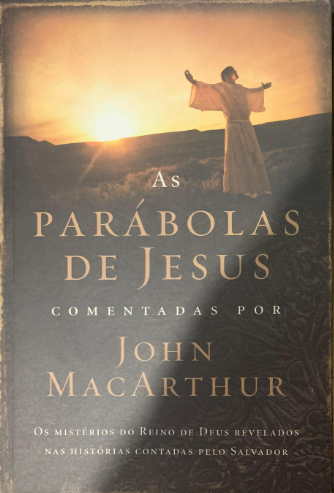 As
Parábolas
de Jesus
comentadas por
John
MacArthur
Os mistérios do Reino de Deus revelados
nas histórias contadas pelo Salvador